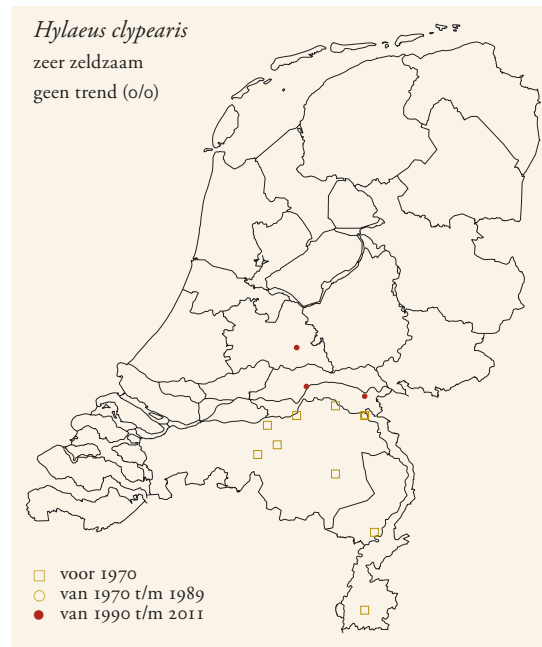 Hylaeus clypearis
zeer zeldzaam
geen trend (0/0)
voor 1970
van 1970 t/m 1989
van 1990 t/m 2011